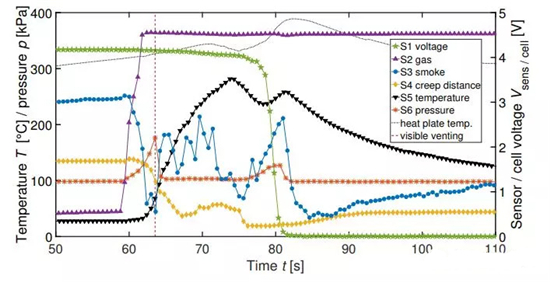 400
300
200
100
0
5
4
3
2
1
0
50
60
70
80
90
100
110
Temperature T [°C] / pressure p [kPa]
Sensor / cell voltage V sens / cell [V]
Time t [s]
S1 voltage
S2 gas
S3 smoke
S4 creep distance
S5 temperature
S6 pressure
heat plate temp.
visible venting